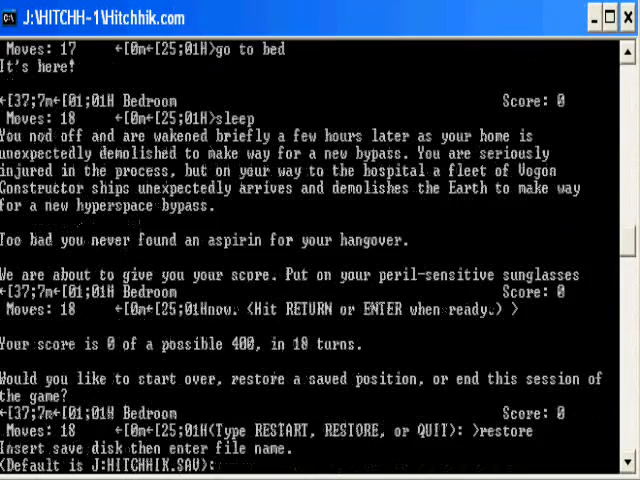 J:\HITCHH~1\Hitchhik.com
Moves: 17     ←[0m←[25;01H>go to bed
It's here!
←[37;7m←[01;01H Bedroom     Score: 0
Moves: 18     ←[0m←[25;01H>sleep
You nod off and are wakened briefly a few hours later as your home is
unexpectedly demolished to make way for a new bypass. You are seriously
injured in the process, but on your way to the hospital a fleet of Vogon
Constructor ships unexpectedly arrives and demolishes the Earth to make way
for a new hyperspace bypass.
Too bad you never found an aspirin for your hangover.
We are about to give you your score. Put on your peril-sensitive sunglasses
←[37;7m←[01;01H Bedroom     Score: 0
Moves: 18     ←[0m←[25;01Hnow. (Hit RETURN or ENTER when ready.) >
Your score is 0 of a possible 400, in 18 turns.
Would you like to start over, restore a saved position, or end this session of
the game?
←[37;7m←[01;01H Bedroom     Score: 0
Moves: 18     ←[0m←[25;01H(Type RESTART, RESTORE, or QUIT): >restore
Insert save disk then enter file name.
(Default is J:HITCHHIK.SAV):